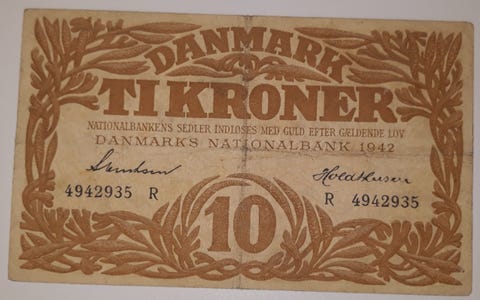 DANMARK
TI KRONER
NATIONALBANKENS SEDLER INDLØSES MED GULD EFTER GÆLDENDE LOV
DANMARKS NATIONALBANK 1942
4942935 R
R 4942935
10